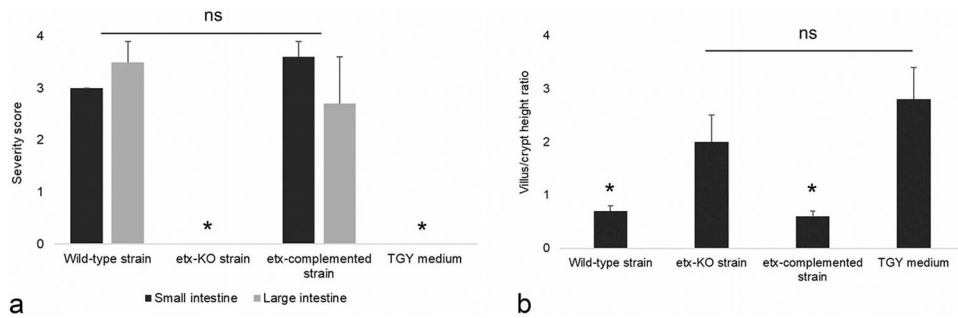 ns
4
3
2
1
0
Severity score
*
*
Wild-type strain
etx-KO strain
etx-complemented
strain
TGY medium
Small intestine
Large intestine
a
ns
4
3
2
1
0
Villus/crypt height ratio
*
*
Wild-type strain
etx-KO strain
etx-complemented
strain
TGY medium
b